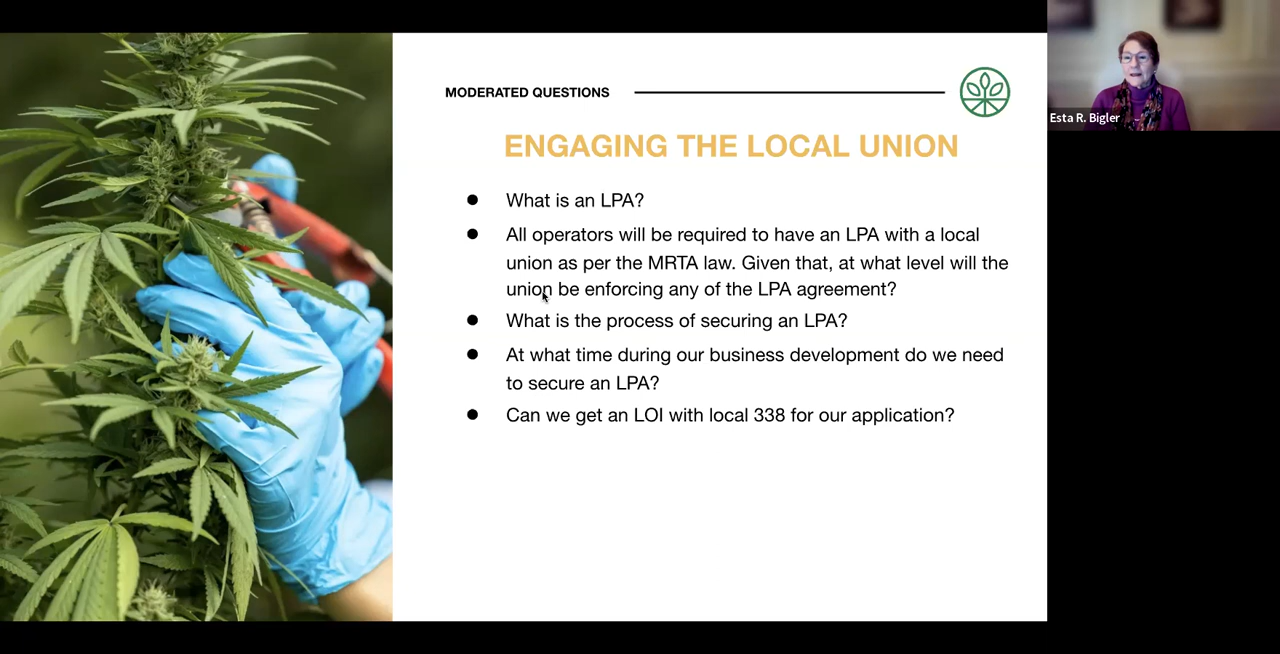 MODERATED QUESTIONS
ENGAGING THE LOCAL UNION
● What is an LPA?
● All operators will be required to have an LPA with a local
union as per the MRTA law. Given that, at what level will the
union be enforcing any of the LPA agreement?
● What is the process of securing an LPA?
● At what time during our business development do we need
to secure an LPA?
● Can we get an LOI with local 338 for our application?
Esta R. Bigler